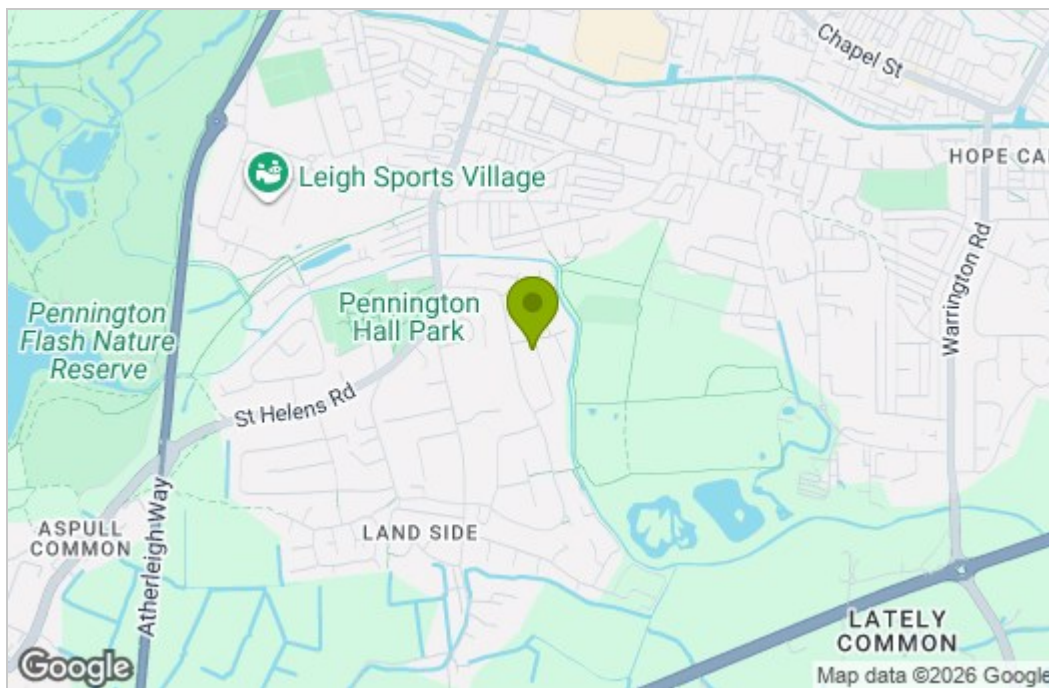 Chapel St
HOPE CA
Leigh Sports Village
Warrington Rd
Pennington
Hall Park
Pennington
Flash Nature
Reserve
St Helens Rd
Atherleigh Way
ASPULL
COMMON
LAND SIDE
LATELY
COMMON
Google
Map data ©2026 Google